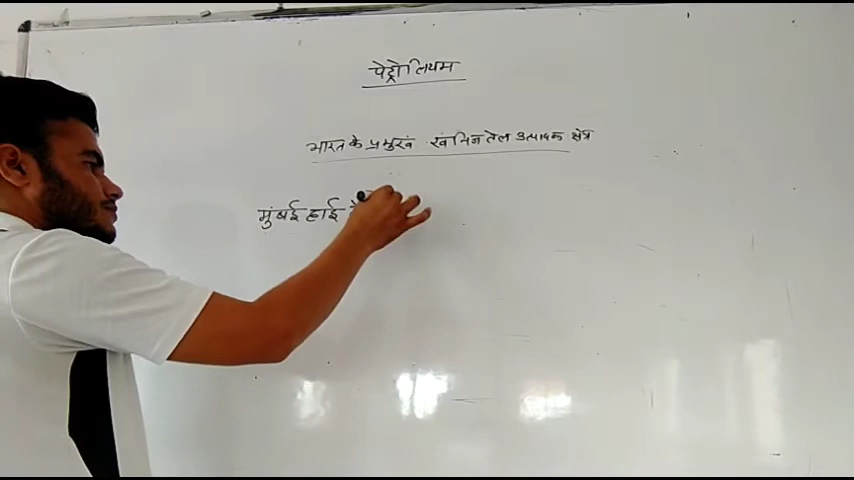 पेट्रोलियम
भारत के प्रमुख खनिज तेल उत्पादक क्षेत्र
मुंबई हाई